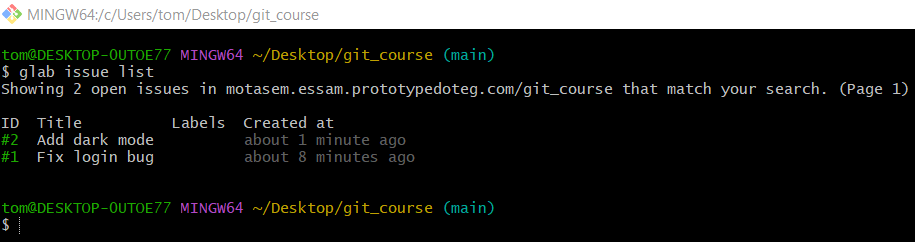 MINGW64:/c/Users/tom/Desktop/git_course
tom@DESKTOP-OUTOE77 MINGW64 ~/Desktop/git_course (main)
$ glab issue list
Showing 2 open issues in motasem.essam.prototypedoteg.com/git_course that match your search. (Page 1)
ID Title Labels Created at
#2 Add dark mode about 1 minute ago
#1 Fix login bug about 8 minutes ago
tom@DESKTOP-OUTOE77 MINGW64 ~/Desktop/git_course (main)
$